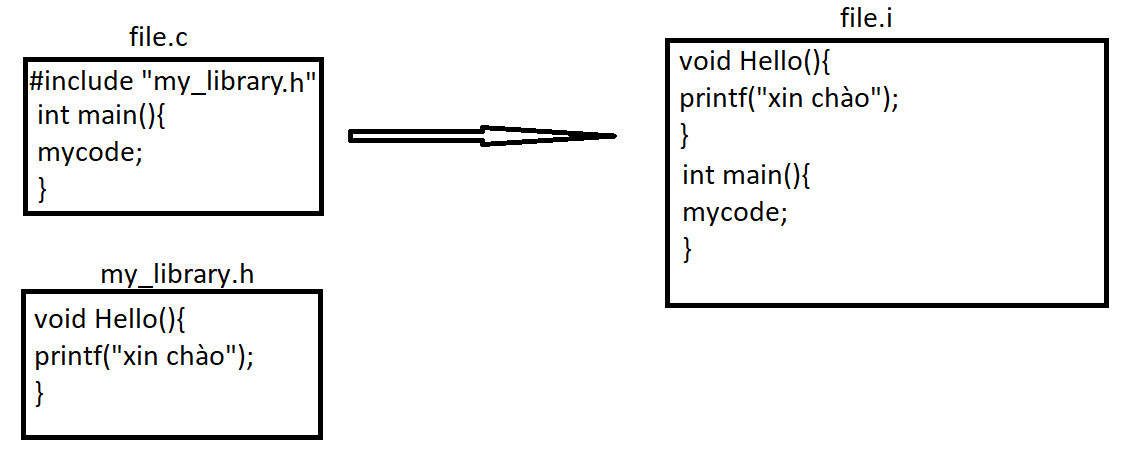 file.c
#include "my_library.h"
int main(){
mycode;
}
my_library.h
void Hello(){
printf("xin chào");
}
file.i
void Hello(){
printf("xin chào");
}
int main(){
mycode;
}